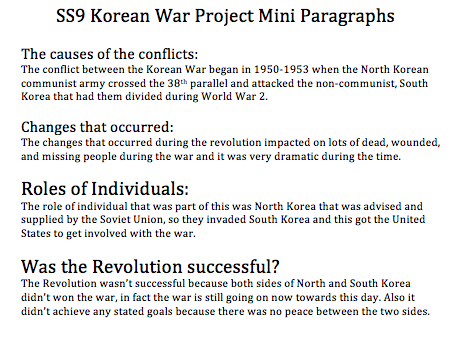 SS9 Korean War Project Mini Paragraphs
The causes of the conflicts:
The conflict between the Korean War began in 1950-1953 when the North Korean
communist army crossed the 38th parallel and attacked the non-communist, South
Korea that had them divided during World War 2.
Changes that occurred:
The changes that occurred during the revolution impacted on lots of dead, wounded,
and missing people during the war and it was very dramatic during the time.
Roles of Individuals:
The role of individual that was part of this was North Korea that was advised and
supplied by the Soviet Union, so they invaded South Korea and this got the United
States to get involved with the war.
Was the Revolution successful?
The Revolution wasn't successful because both sides of North and South Korea
didn't won the war, in fact the war is still going on now towards this day. Also it
didn't achieve any stated goals because there was no peace between the two sides.